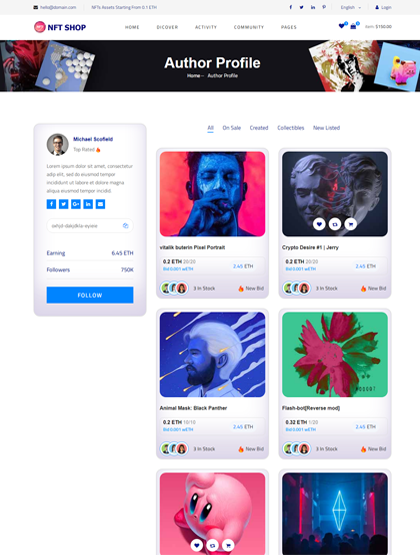 hello@domain.com NFTs Assets Starting From 0.1 ETH English Login
NFT SHOP HOME DICOVER ACTIVITY COMMUNITY PAGES Item: $150.00
Author Profile
Home Author Profile
Michael Scofield
Top Rated
Lorem ipsum dolor sit amet, consectetur
adip elit, sed do eiusmod tempor
incididunt ut labore et dolore magna
aliqua eiusmod tempor incididunt.
Earning 6.45 ETH
Followers 750K
FOLLOW
All On Sale Created Collectibles New Listed
vitalik buterin Pixel Portrait
0.2 ETH 20/20
Bid 0.001 wETH
2.45 ETH
3 In Stock New Bid
Crypto Desire #1 | Jerry
0.2 ETH 20/20
Bid 0.001 wETH
2.45 ETH
3 In Stock New Bid
Animal Mask: Black Panther
0.2 ETH 10/10
Bid 0.001 wETH
2.45 ETH
3 In Stock New Bid
Flash-bot[Reverse mod]
0.32 ETH 1/20
Bid 0.001 wETH
2.45 ETH
3 In Stock New Bid